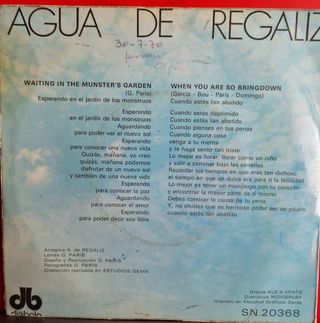 AGUA DE REGALIZ
30-7-70
WAITING IN THE MUNSTER'S GARDEN
(G. Paris)
Esperando en el jardín de los monstruos
Esperando
en el jardín de los monstruos
Aguardando
para poder ver el nuevo sol
Esperando
para conocer una nueva vida
Quizás, mañana, yo creo
quizás, mañana podamos
disfrutar de un nuevo sol
y también de una nueva vida
Esperando
para conocer la paz
Aguardando
para conocer el amor
Esperando
para poder decir soy libre
WHEN YOU ARE SO BRINGDOWN
(García - Bou - Paris - Domingo)
Cuando estés tan abatido
Cuando estés deprimido
Cuando estés tan abatido
Cuando pienses en tus penas
Cuando alguna cosa
venga a tu mente
y te haga sentir tan triste
Lo mejor es llorar, llorar como un niño
y salir a caminar bajo las estrellas
Recordar los tiempos en que eras tan dichoso
el tiempo en que un dulce era para ti la felicidad
Lo mejor es tener un monólogo con tu corazón
y encontrar la mayor parte de ti mismo
Debes conocer la causa de tu pena
Y, no olvides que es hermoso poder ser un pájaro
cuando estás tan abatido
Arreglos A. de REGALIZ
Letras G. PARIS
Diseño y Realización G. PARIS
Fotografías G. PARIS
Grabación realizada en ESTUDIOS GEMA
db
diábolo
Discos ALS 4 VENTS
Distribuye MOVIEPLAY
Impreso en Estudios Gráficos Geiss
SN. 20368